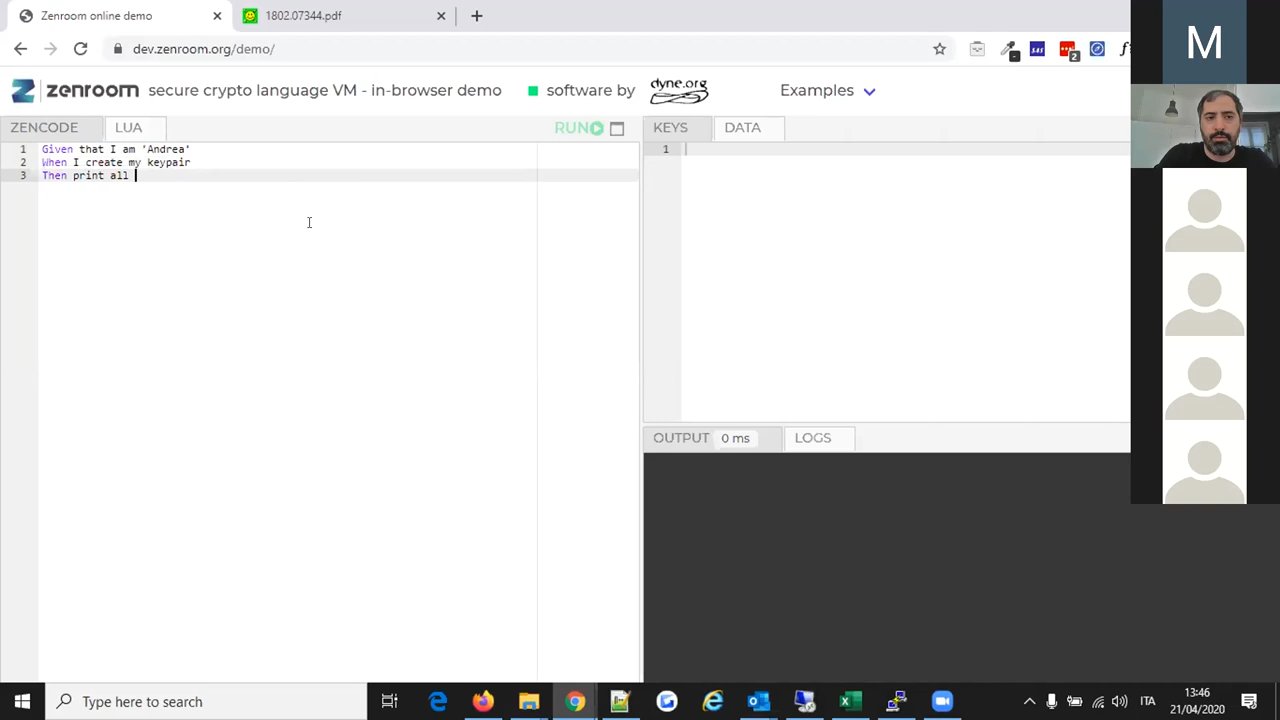 Zenroom online demo
1802.07344.pdf
dev.zenroom.org/demo/
zenroom secure crypto language VM - in-browser demo software by dyne.org Examples
ZENCODE LUA RUN
1 Given that I am 'Andrea'
2 When I create my keypair
3 Then print all
KEYS DATA
1
OUTPUT 0 ms LOGS
M
Type here to search
ITA
13:46
21/04/2020